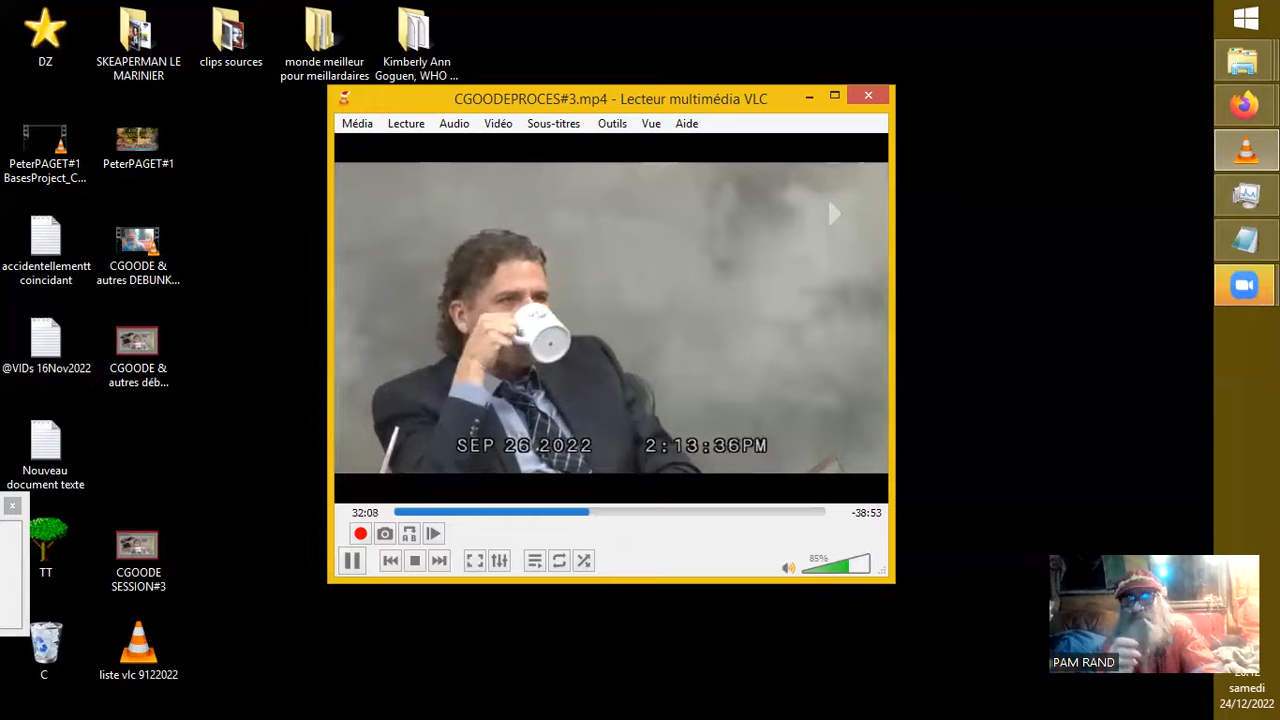 DZ
SKEAPERMAN LE
MARINIER
clips sources
monde meilleur
pour meillardaires
Kimberly Ann
Goguen, WHO ...
PeterPAGET#1
BasesProject_C...
PeterPAGET#1
accidentellementt
coincidant
CGOODE &
autres DEBUNK...
@VIDs 16Nov2022
CGOODE &
autres déb...
Nouveau
document texte
TT
CGOODE
SESSION#3
C
liste vlc 9122022
x
CGOODEPROCES#3.mp4 - Lecteur multimédia VLC
Média Lecture Audio Vidéo Sous-titres Outils Vue Aide
SEP 26 2022 2:13:36PM
32:08
-38:53
A B
85%
PAM RAND
samedi
24/12/2022